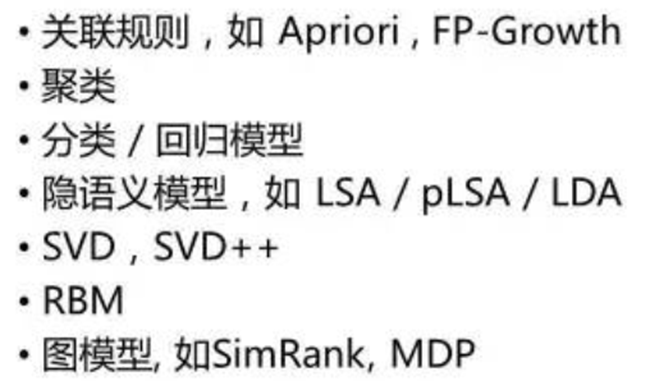 • 关联规则，如 Apriori，FP-Growth
• 聚类
• 分类 / 回归模型
• 隐语义模型，如 LSA / pLSA / LDA
• SVD，SVD++
• RBM
• 图模型, 如SimRank, MDP